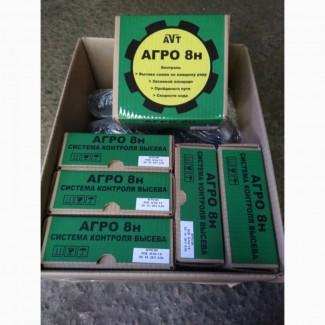 AVT
АГРО 8н
Контроль
• Высева семян по каждому ряду
• Засеяной площади
• Пройденого пути
• Скорости хода
АГРО 8н
СИСТЕМА КОНТРОЛЯ ВЫСЕВА
АГРО 8н
СИСТЕМА КОНТРОЛЯ ВЫСЕВА
АГРО 8н
СИСТЕМА КОНТРОЛЯ ВЫСЕВА
АГРО 8н
СИСТЕМА КОНТРОЛЯ ВЫСЕВА
АГРО 8н
СИСТЕМА КОНТРОЛЯ ВЫСЕВА